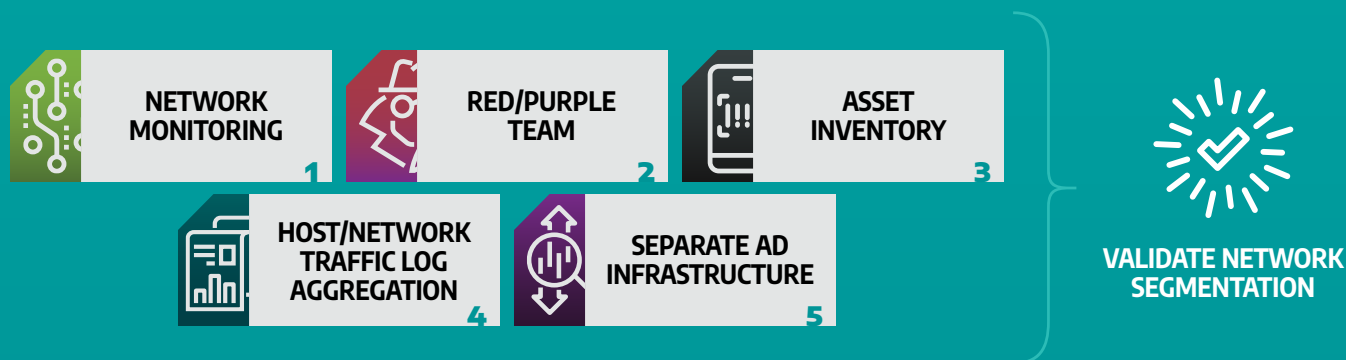 NETWORK
MONITORING
1
RED/PURPLE
TEAM
2
ASSET
INVENTORY
3
HOST/NETWORK
TRAFFIC LOG
AGGREGATION
4
SEPARATE AD
INFRASTRUCTURE
5
VALIDATE NETWORK
SEGMENTATION